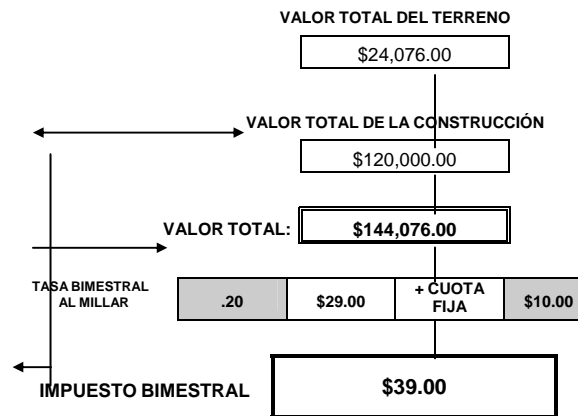 VALOR TOTAL DEL TERRENO
$24,076.00
VALOR TOTAL DE LA CONSTRUCCIÓN
$120,000.00
VALOR TOTAL:
$144,076.00
TASA BIMESTRAL
AL MILLAR
.20
$29.00
+ CUOTA
FIJA
$10.00
IMPUESTO BIMESTRAL
$39.00